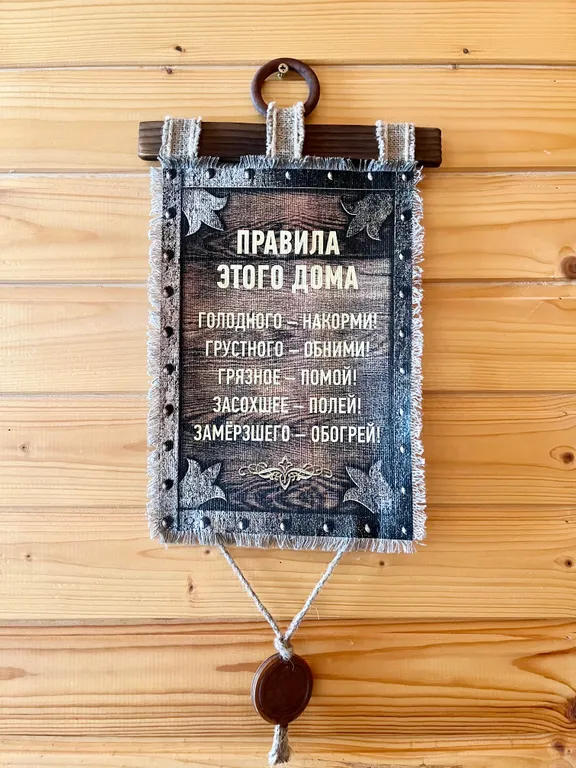 ПРАВИЛА
ЭТОГО ДОМА
ГОЛОДНОГО – НАКОРМИ!
ГРУСТНОГО – ОБНИМИ!
ГРЯЗНОЕ – ПОМОЙ!
ЗАСОХШЕЕ – ПОЛЕЙ!
ЗАМЁРЗШЕГО – ОБОГРЕЙ!